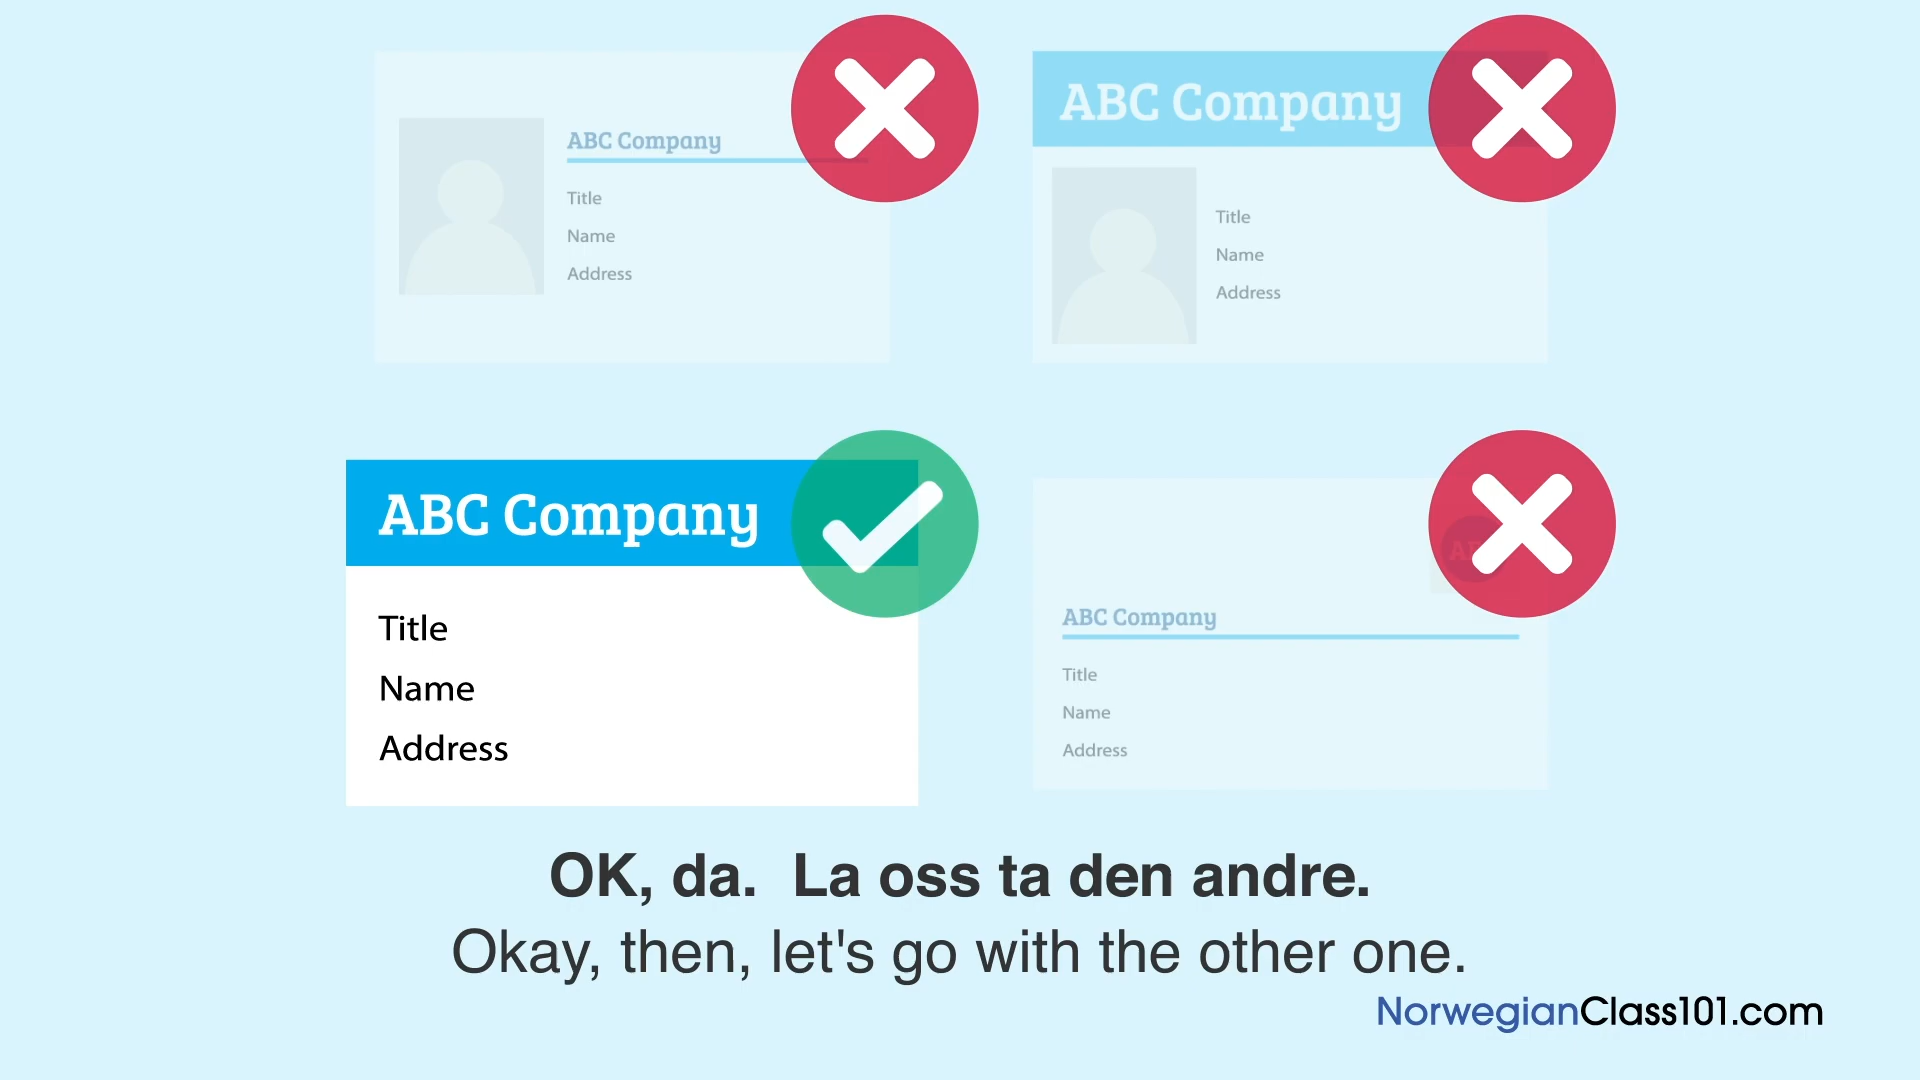 ABC Company
Title
Name
Address
ABC Company
Title
Name
Address
ABC Company
Title
Name
Address
ABC Company
Title
Name
Address
OK, da.  La oss ta den andre.
Okay, then, let's go with the other one.
NorwegianClass101.com